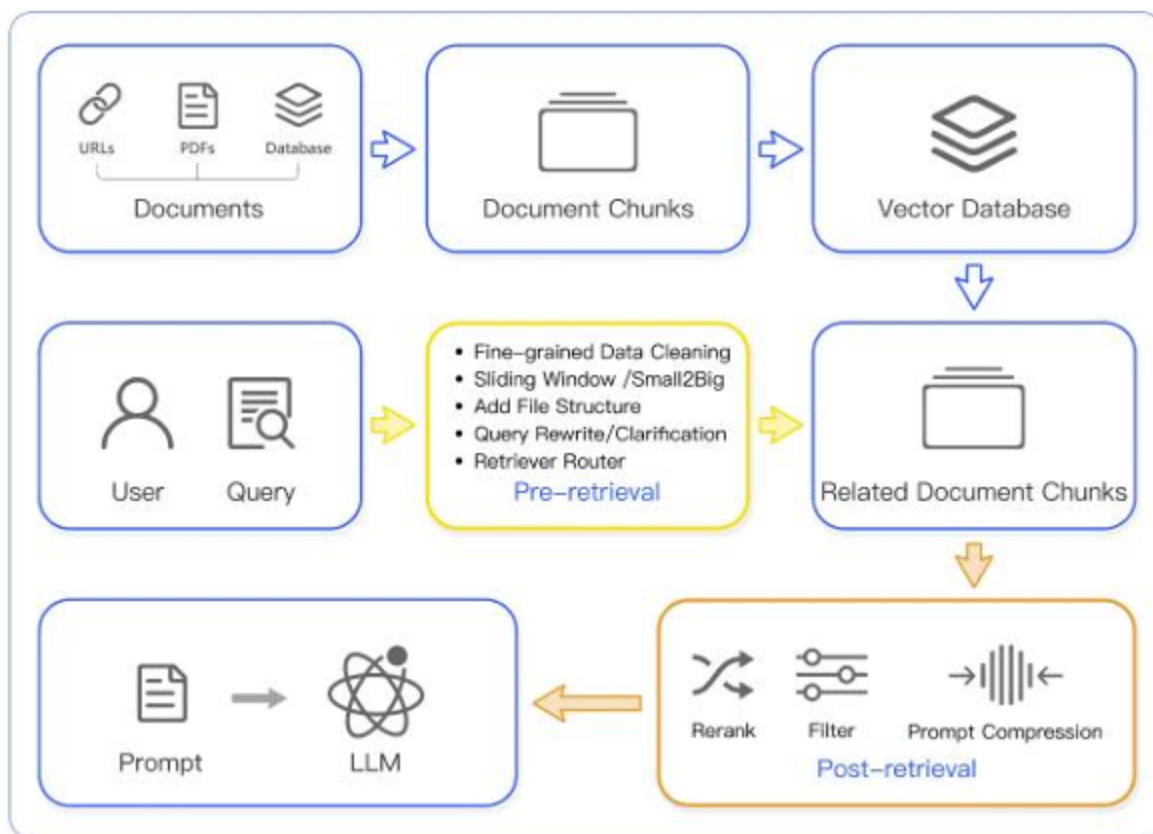 URLs PDFs Database
Documents
Document Chunks
Vector Database
User
Query
• Fine-grained Data Cleaning
• Sliding Window /Small2Big
• Add File Structure
• Query Rewrite/Clarification
• Retriever Router
Pre-retrieval
Related Document Chunks
Prompt
LLM
Rerank
Filter
Prompt Compression
Post-retrieval